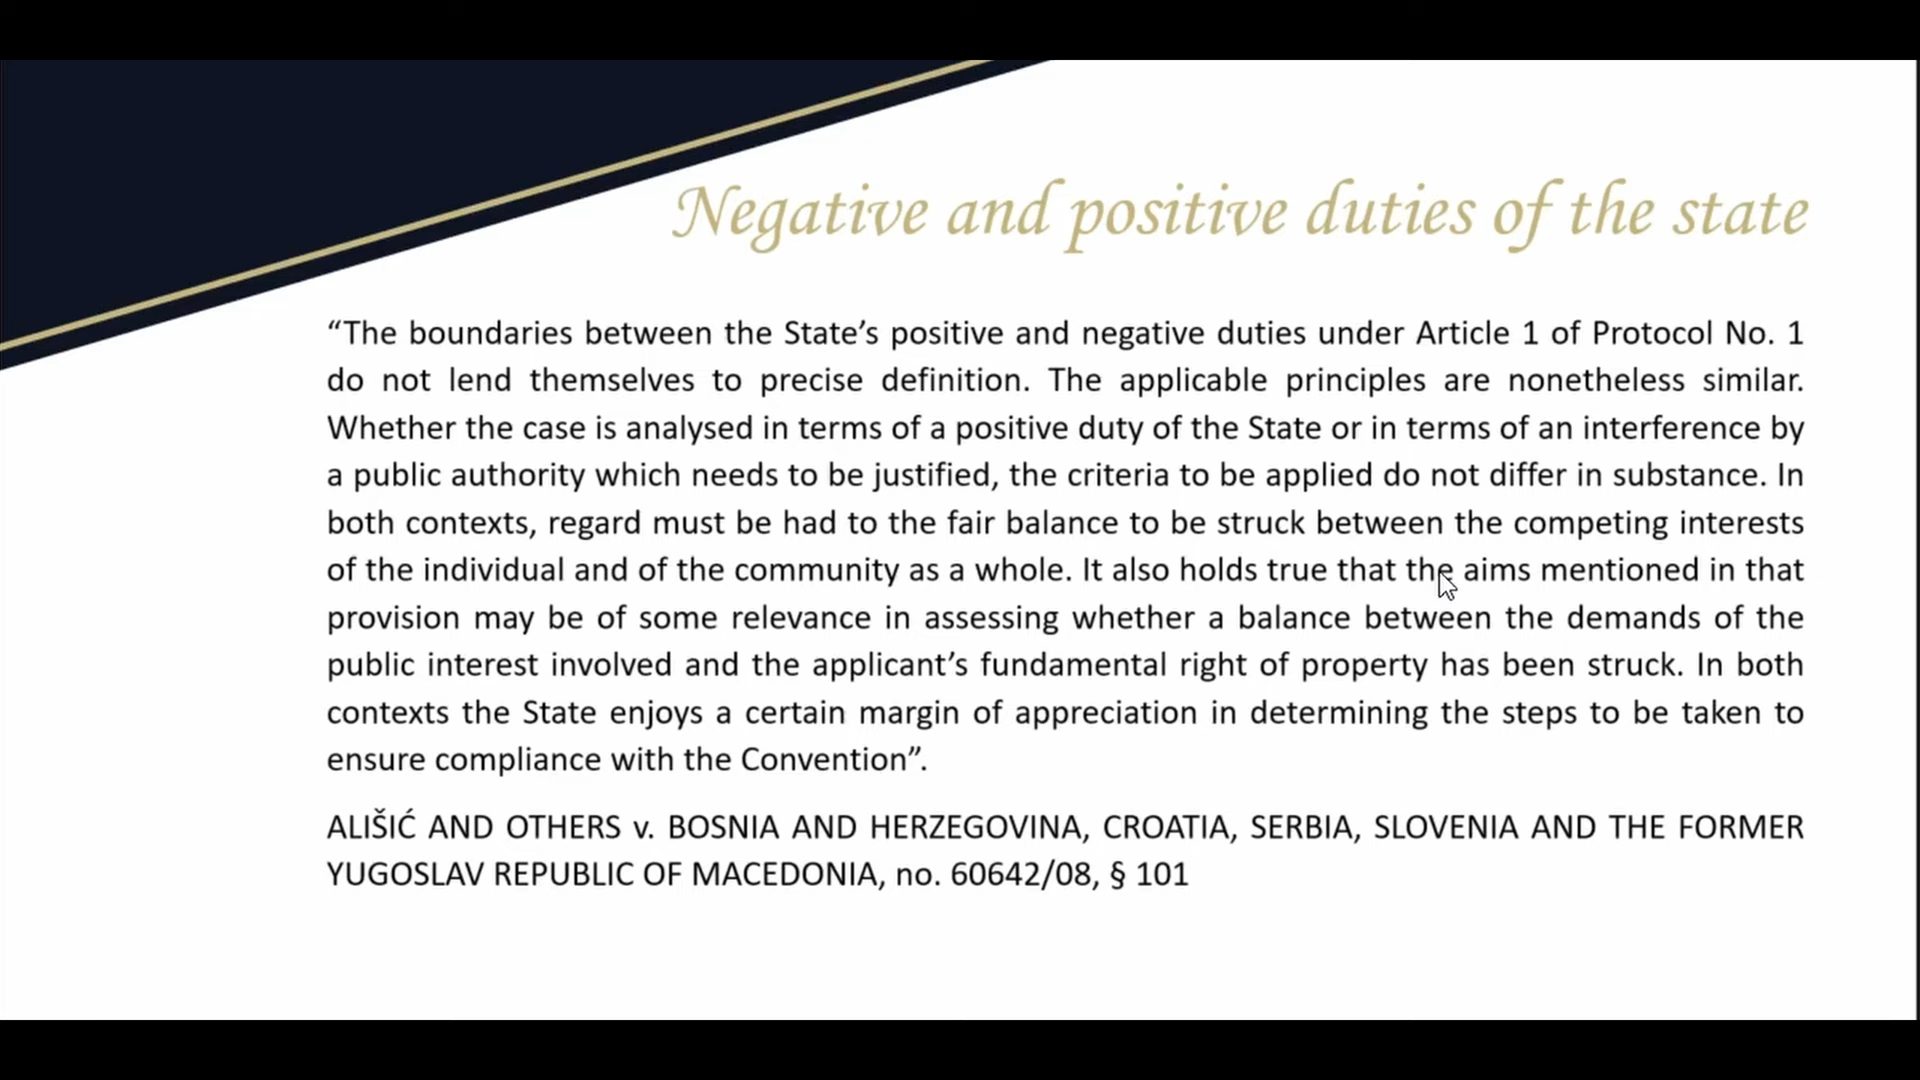 Negative and positive duties of the state
“The boundaries between the State’s positive and negative duties under Article 1 of Protocol No. 1
do not lend themselves to precise definition. The applicable principles are nonetheless similar.
Whether the case is analysed in terms of a positive duty of the State or in terms of an interference by
a public authority which needs to be justified, the criteria to be applied do not differ in substance. In
both contexts, regard must be had to the fair balance to be struck between the competing interests
of the individual and of the community as a whole. It also holds true that the aims mentioned in that
provision may be of some relevance in assessing whether a balance between the demands of the
public interest involved and the applicant’s fundamental right of property has been struck. In both
contexts the State enjoys a certain margin of appreciation in determining the steps to be taken to
ensure compliance with the Convention”.
ALIŠIĆ AND OTHERS v. BOSNIA AND HERZEGOVINA, CROATIA, SERBIA, SLOVENIA AND THE FORMER
YUGOSLAV REPUBLIC OF MACEDONIA, no. 60642/08, § 101